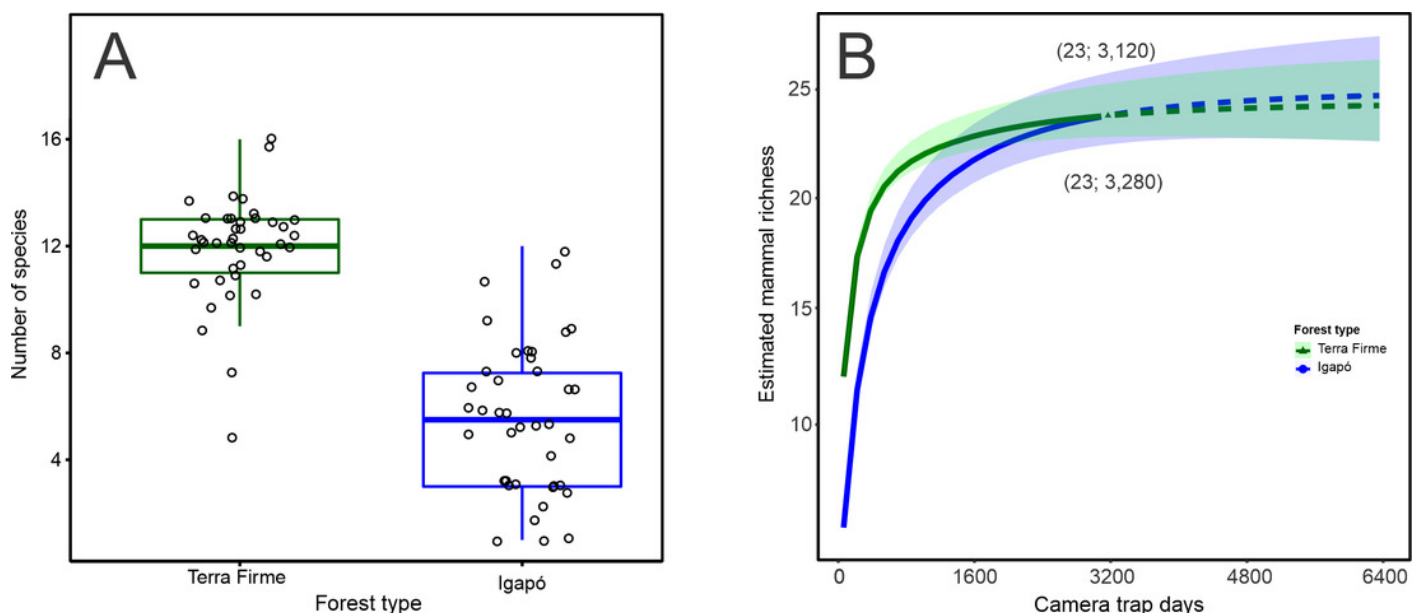 A
Number of species
16
12
8
4
Terra Firme
Igapó
Forest type
B
Estimated mammal richness
25
20
15
10
(23; 3,120)
(23; 3,280)
Forest type
Terra Firme
Igapó
0
1600
3200
4800
6400
Camera trap days